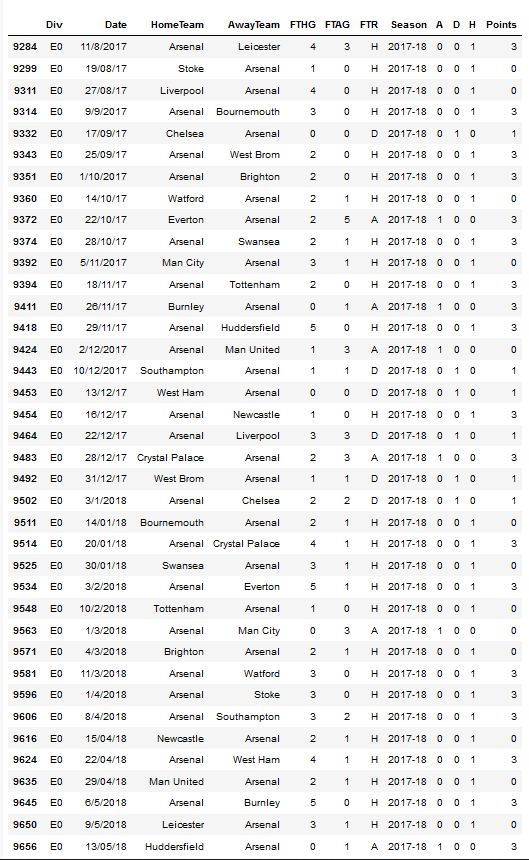 Div Date HomeTeam AwayTeam FTHG FTAG FTR Season A D H Points
9284 E0 11/8/2017 Arsenal Leicester 4 3 H 2017-18 0 0 1 3
9299 E0 19/08/17 Stoke Arsenal 1 0 H 2017-18 0 0 1 0
9311 E0 27/08/17 Liverpool Arsenal 4 0 H 2017-18 0 0 1 0
9314 E0 9/9/2017 Arsenal Bournemouth 3 0 H 2017-18 0 0 1 3
9332 E0 17/09/17 Chelsea Arsenal 0 0 D 2017-18 0 1 0 1
9343 E0 25/09/17 Arsenal West Brom 2 0 H 2017-18 0 0 1 3
9351 E0 1/10/2017 Arsenal Brighton 2 0 H 2017-18 0 0 1 3
9360 E0 14/10/17 Watford Arsenal 2 1 H 2017-18 0 0 1 0
9372 E0 22/10/17 Everton Arsenal 2 5 A 2017-18 1 0 0 3
9374 E0 28/10/17 Arsenal Swansea 2 1 H 2017-18 0 0 1 3
9392 E0 5/11/2017 Man City Arsenal 3 1 H 2017-18 0 0 1 0
9394 E0 18/11/17 Arsenal Tottenham 2 0 H 2017-18 0 0 1 3
9411 E0 26/11/17 Burnley Arsenal 0 1 A 2017-18 1 0 0 3
9418 E0 29/11/17 Arsenal Huddersfield 5 0 H 2017-18 0 0 1 3
9424 E0 2/12/2017 Arsenal Man United 1 3 A 2017-18 1 0 0 0
9443 E0 10/12/2017 Southampton Arsenal 1 1 D 2017-18 0 1 0 1
9453 E0 13/12/17 West Ham Arsenal 0 0 D 2017-18 0 1 0 1
9454 E0 16/12/17 Arsenal Newcastle 1 0 H 2017-18 0 0 1 3
9464 E0 22/12/17 Arsenal Liverpool 3 3 D 2017-18 0 1 0 1
9483 E0 28/12/17 Crystal Palace Arsenal 2 3 A 2017-18 1 0 0 3
9492 E0 31/12/17 West Brom Arsenal 1 1 D 2017-18 0 1 0 1
9502 E0 3/1/2018 Arsenal Chelsea 2 2 D 2017-18 0 1 0 1
9511 E0 14/01/18 Bournemouth Arsenal 2 1 H 2017-18 0 0 1 0
9514 E0 20/01/18 Arsenal Crystal Palace 4 1 H 2017-18 0 0 1 3
9525 E0 30/01/18 Swansea Arsenal 3 1 H 2017-18 0 0 1 0
9534 E0 3/2/2018 Arsenal Everton 5 1 H 2017-18 0 0 1 3
9548 E0 10/2/2018 Tottenham Arsenal 1 0 H 2017-18 0 0 1 0
9563 E0 1/3/2018 Arsenal Man City 0 3 A 2017-18 1 0 0 0
9571 E0 4/3/2018 Brighton Arsenal 2 1 H 2017-18 0 0 1 0
9581 E0 11/3/2018 Arsenal Watford 3 0 H 2017-18 0 0 1 3
9596 E0 1/4/2018 Arsenal Stoke 3 0 H 2017-18 0 0 1 3
9606 E0 8/4/2018 Arsenal Southampton 3 2 H 2017-18 0 0 1 3
9616 E0 15/04/18 Newcastle Arsenal 2 1 H 2017-18 0 0 1 0
9624 E0 22/04/18 Arsenal West Ham 4 1 H 2017-18 0 0 1 3
9635 E0 29/04/18 Man United Arsenal 2 1 H 2017-18 0 0 1 0
9645 E0 6/5/2018 Arsenal Burnley 5 0 H 2017-18 0 0 1 3
9650 E0 9/5/2018 Leicester Arsenal 3 1 H 2017-18 0 0 1 0
9656 E0 13/05/18 Huddersfield Arsenal 0 1 A 2017-18 1 0 0 3